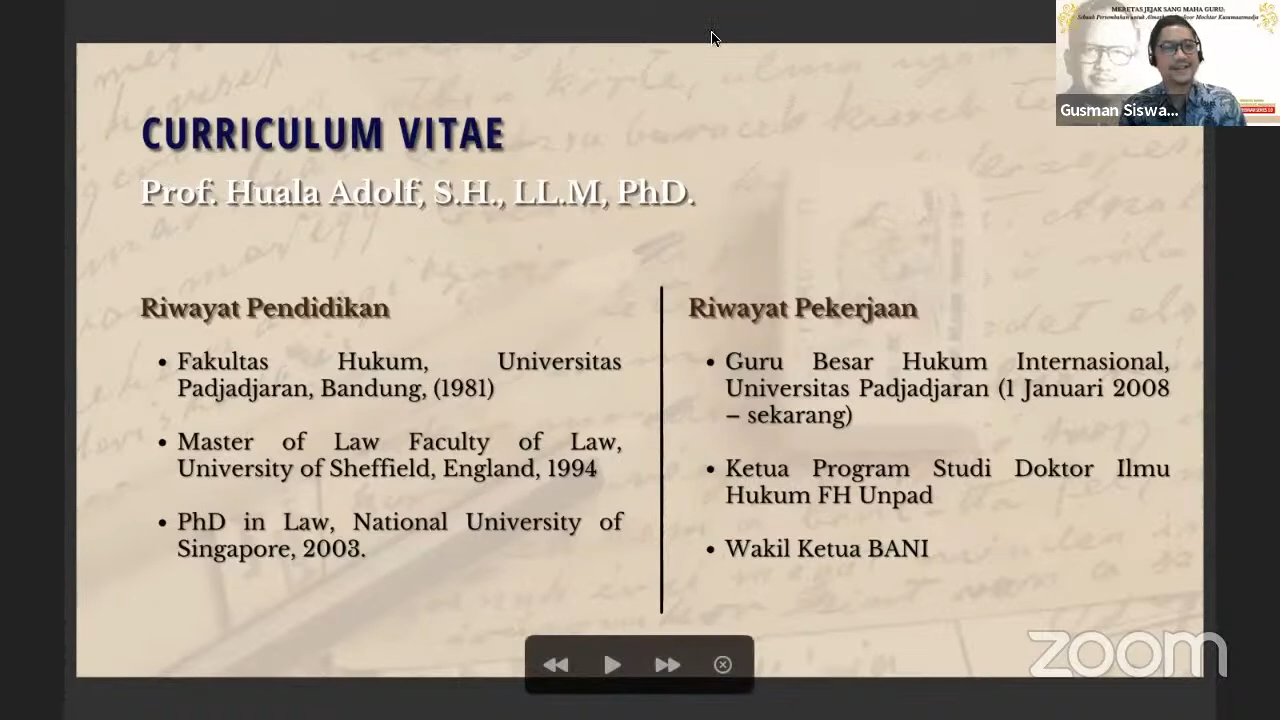 MERETAS JEJAK SANG MAHA GURU:
Gusman Siswa...
CURRICULUM VITAE
Prof. Huala Adolf, S.H., LL.M, PhD.
Riwayat Pendidikan
• Fakultas Hukum, Universitas
Padjadjaran, Bandung, (1981)
• Master of Law Faculty of Law,
University of Sheffield, England, 1994
• PhD in Law, National University of
Singapore, 2003.
Riwayat Pekerjaan
• Guru Besar Hukum Internasional,
Universitas Padjadjaran (1 Januari 2008
– sekarang)
• Ketua Program Studi Doktor Ilmu
Hukum FH Unpad
• Wakil Ketua BANI
zoom